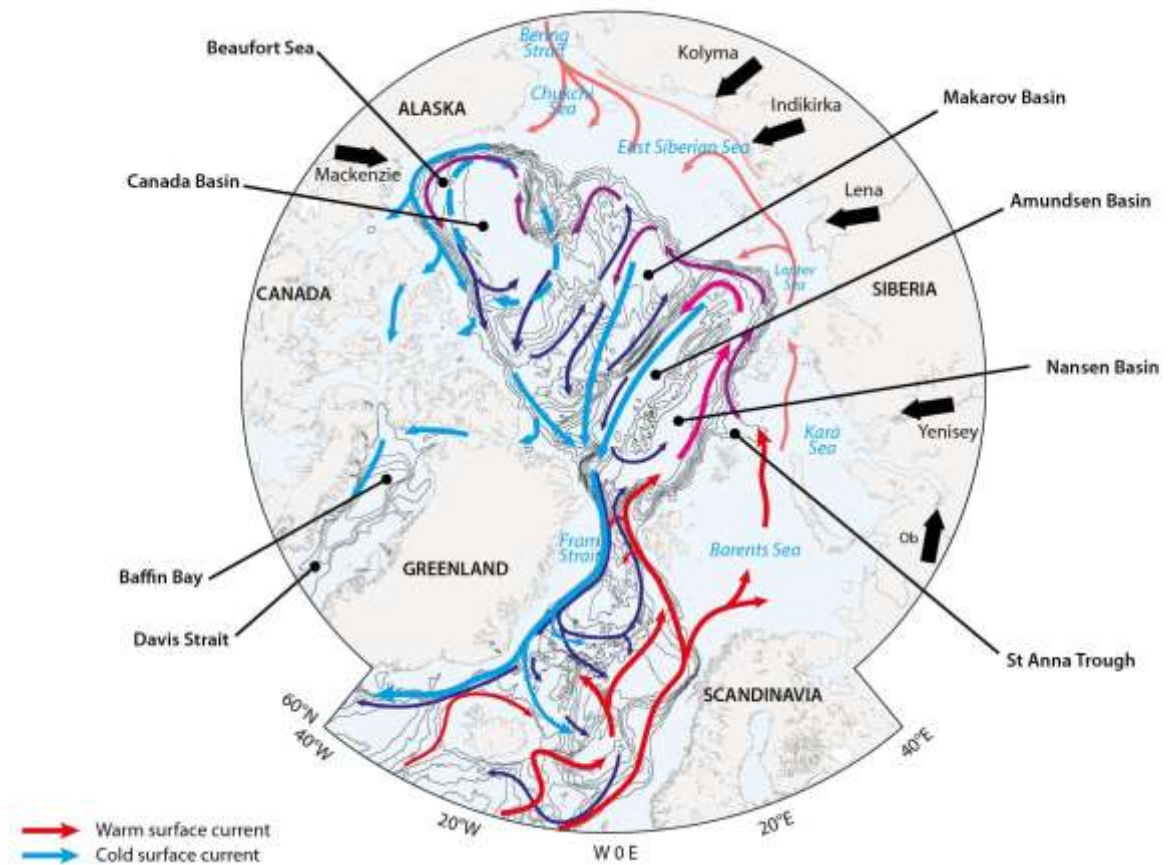 Bering
Strait
Kolyma
Beaufort Sea
Chukchi
Sea
Indikirka
Makarov Basin
ALASKA
East Siberian Sea
Mackenzie
Canada Basin
Lena
Amundsen Basin
Laptev
Sea
CANADA
SIBERIA
Nansen Basin
Kara
Sea
Yenisey
Ob
Fram
Strait
Barents Sea
GREENLAND
Baffin Bay
Davis Strait
St Anna Trough
SCANDINAVIA
60°N
40°W
40°E
20°W
20°E
W 0 E
Warm surface current
Cold surface current